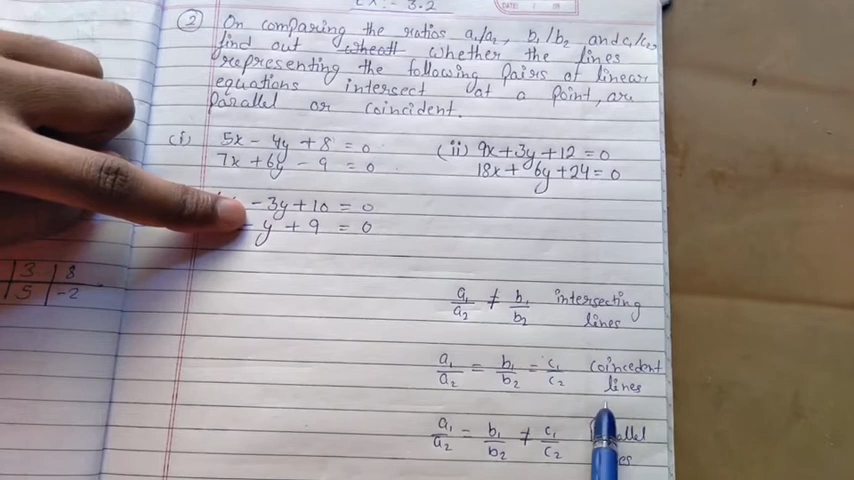 Ex:- 3.2
② On comparing the ratios a₁/a₂, b₁/b₂ and c₁/c₂,
find out whether the lines
representing the following pairs of linear
equations intersect at a point, are
parallel or coincident.
(i) 5x - 4y + 8 = 0
7x + 6y - 9 = 0
(ii) 9x + 3y + 12 = 0
18x + 6y + 24 = 0
- 3y + 10 = 0
- y + 9 = 0
3 8
5 -2
a₁/a₂ ≠ b₁/b₂ intersecting
lines
a₁/a₂ = b₁/b₂ = c₁/c₂ coincedent
lines
a₁/a₂ = b₁/b₂ ≠ c₁/c₂